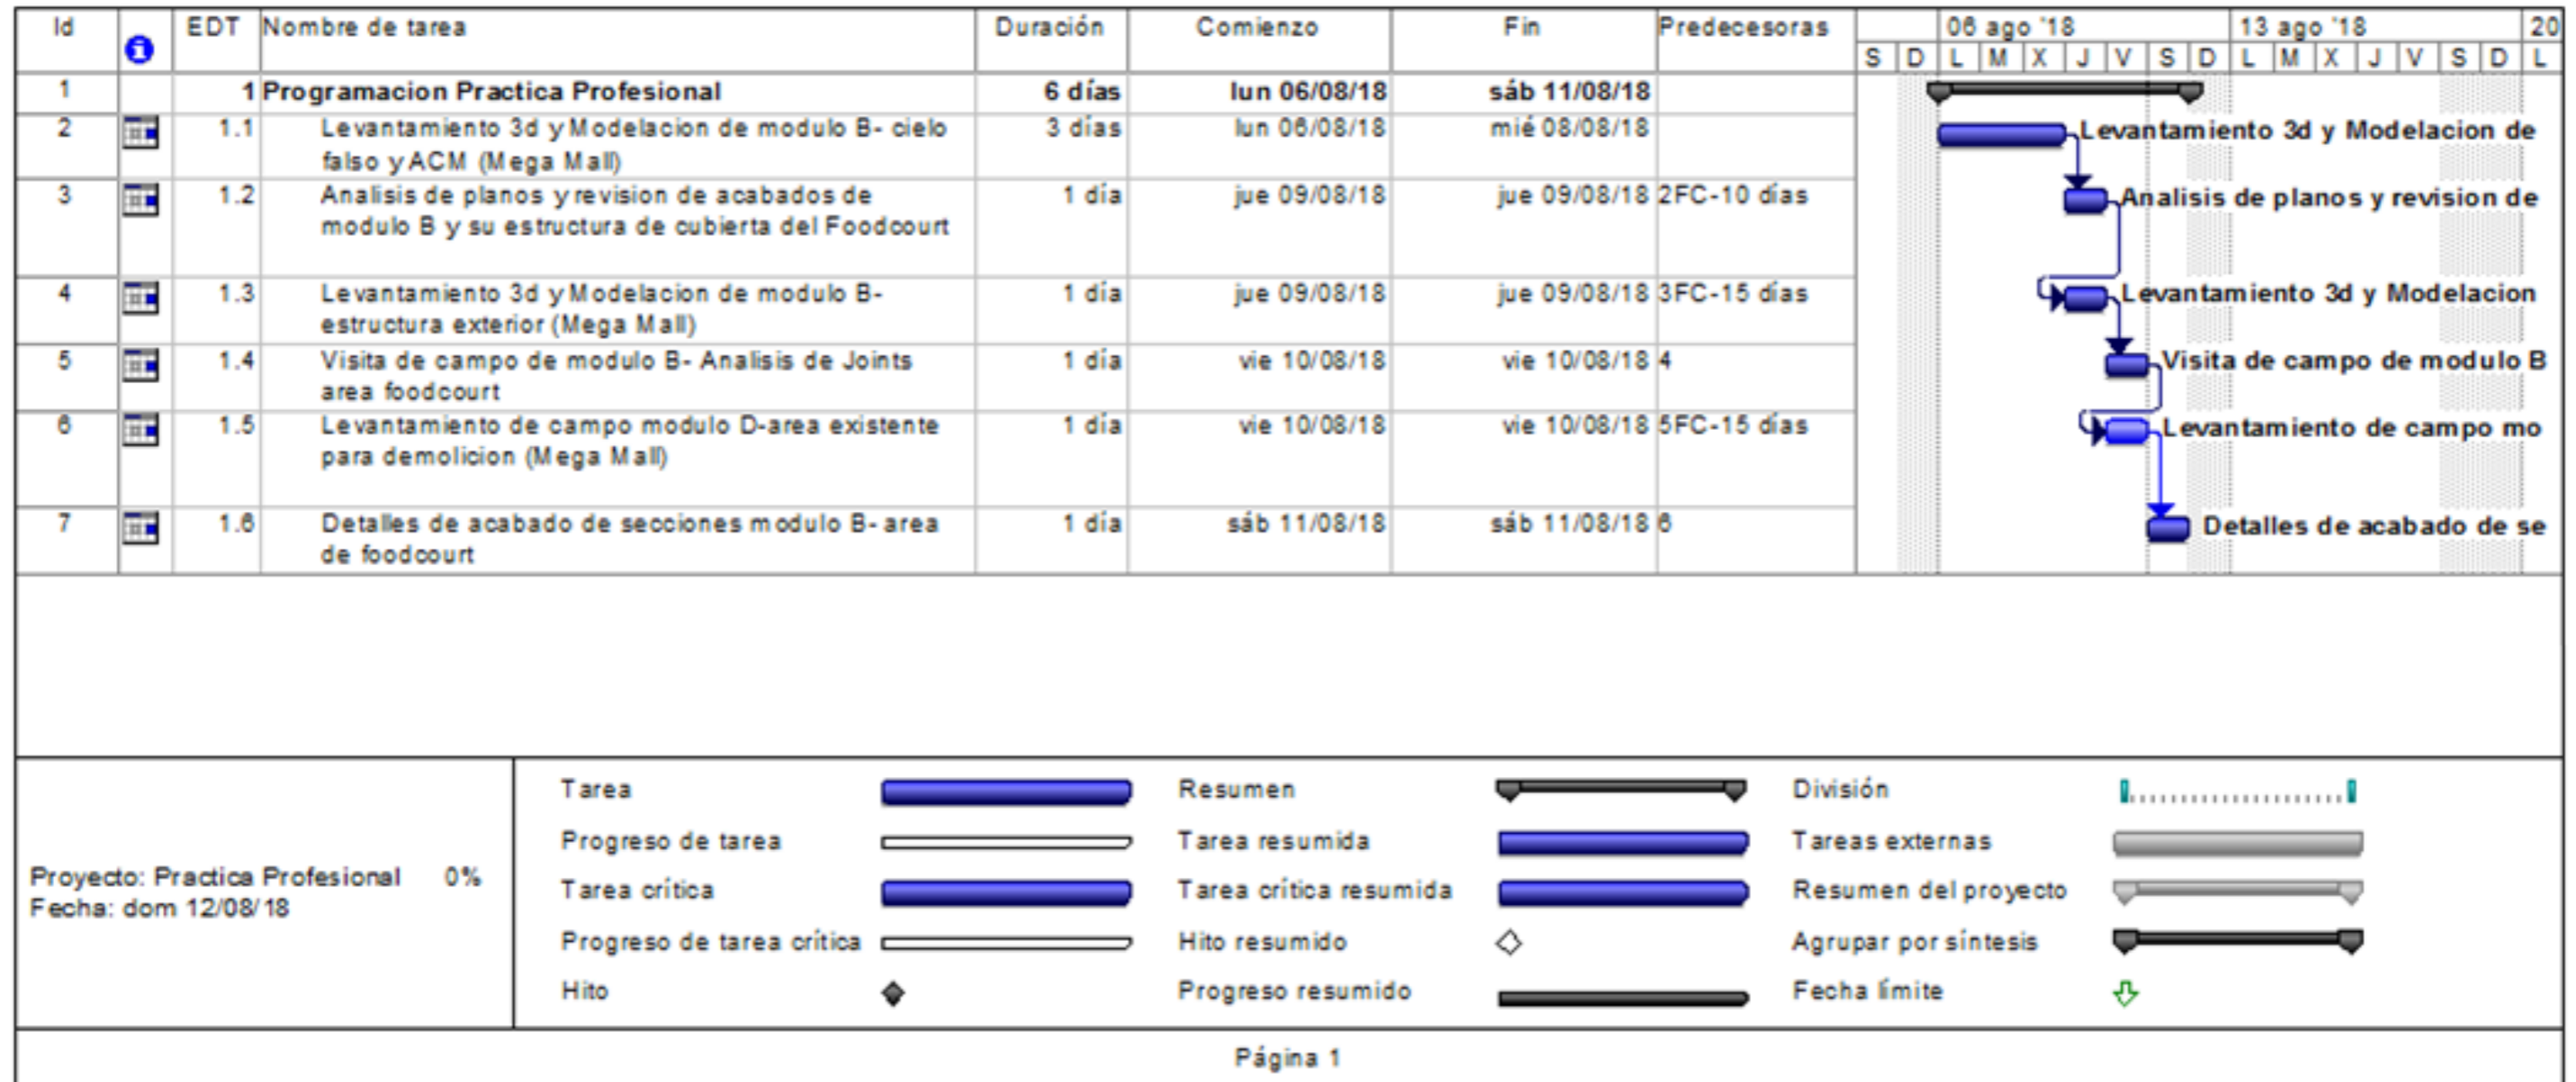 Id EDT Nombre de tarea Duración Comienzo Fin Predecesoras 06 ago '18 13 ago '18 20
S D L M X J V S D L M X J V S D L
1 1 Programacion Practica Profesional 6 días lun 06/08/18 sáb 11/08/18
2 1.1 Levantamiento 3d y Modelacion de modulo B- cielo 3 días lun 06/08/18 mié 08/08/18 Levantamiento 3d y Modelacion de
falso y ACM (Mega Mall)
3 1.2 Analisis de planos y revision de acabados de 1 día jue 09/08/18 jue 09/08/18 2FC-10 días Analisis de planos y revision de
modulo B y su estructura de cubierta del Foodcourt
4 1.3 Levantamiento 3d y Modelacion de modulo B- 1 día jue 09/08/18 jue 09/08/18 3FC-15 días Levantamiento 3d y Modelacion
estructura exterior (Mega Mall)
5 1.4 Visita de campo de modulo B- Analisis de Joints 1 día vie 10/08/18 vie 10/08/18 4 Visita de campo de modulo B
area foodcourt
6 1.5 Levantamiento de campo modulo D-area existente 1 día vie 10/08/18 vie 10/08/18 5FC-15 días Levantamiento de campo mo
para demolicion (Mega Mall)
7 1.6 Detalles de acabado de secciones modulo B- area 1 día sáb 11/08/18 sáb 11/08/18 6 Detalles de acabado de se
de foodcourt
Proyecto: Practica Profesional 0%
Fecha: dom 12/08/18
Tarea Resumen División
Progreso de tarea Tarea resumida Tareas externas
Tarea crítica Tarea crítica resumida Resumen del proyecto
Progreso de tarea crítica Hito resumido Agrupar por síntesis
Hito Progreso resumido Fecha límite
Página 1